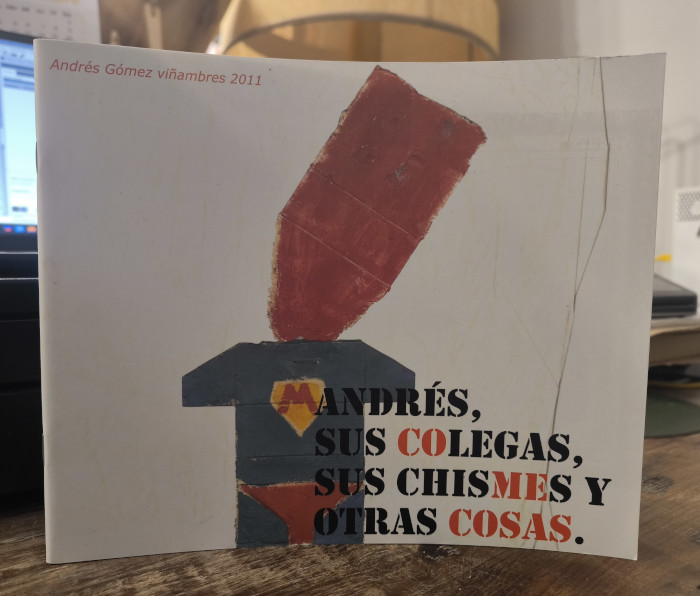 Andrés Gómez viñambres 2011
MANDRÉS,
SUS COLEGAS,
SUS CHISMES Y
OTRAS COSAS.